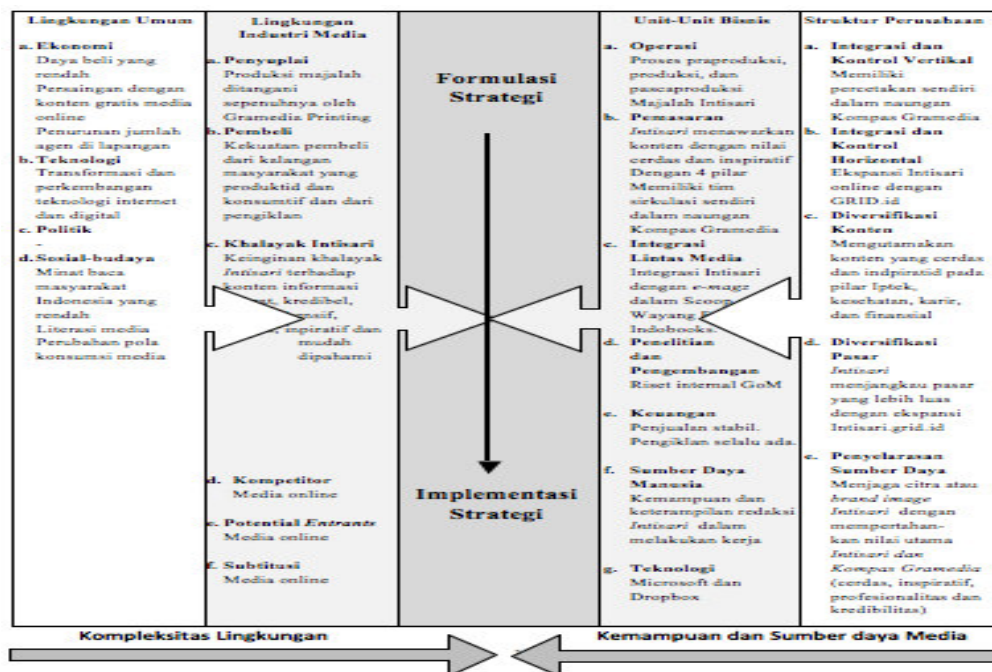 Lingkungan Umum
a. Ekonomi
Daya beli yang
rendah
Persaingan dengan
konten gratis media
online
Penurunan jumlah
agen di lapangan
b. Teknologi
Transformasi dan
perkembangan
teknologi internet
dan digital
c. Politik
-
d. Sosial-budaya
Minat baca
masyarakat
Indonesia yang
rendah
Literasi media
Perubahan pola
konsumsi media
Lingkungan
Industri Media
a. Penyuplai
Produksi majalah
ditangani
sepenuhnya oleh
Gramedia Printing
b. Pembeli
Kekuatan pembeli
dari kalangan
masyarakat yang
produktid dan
konsumtif dan dari
pengiklan
c. Khalayak Intisari
Keinginan khalayak
Intisari terhadap
konten informasi
kredibel,
inpiratif dan
mudah
dipahami
d. Kompetitor
Media online
e. Potential Entrants
Media online
f. Subtitusi
Media online
Formulasi
Strategi
Implementasi
Strategi
Unit-Unit Bisnis
a. Operasi
Proses praproduksi,
produksi, dan
pascaproduksi
Majalah Intisari
b. Pemasaran
Intisari menawarkan
konten dengan nilai
cerdas dan inspiratif
Dengan 4 pilar
Memiliki tim
sirkulasi sendiri
dalam naungan
Kompas Gramedia
c. Integrasi
Lintas Media
Integrasi Intisari
dengan e-magz
dalam Scoop
Wayang
Indobooks.
d. Penelitian
dan
Pengembangan
Riset internal GoM
e. Keuangan
Penjualan stabil.
Pengiklan selalu ada.
f. Sumber Daya
Manusia
Kemampuan dan
keterampilan redaksi
Intisari dalam
melakukan kerja
g. Teknologi
Microsoft dan
Dropbox
Struktur Perusahaan
a. Integrasi dan
Kontrol Vertikal
Memiliki
percetakan sendiri
dalam naungan
Kompas Gramedia
b. Integrasi dan
Kontrol
Horizontal
Ekspansi Intisari
online dengan
GRID.id
c. Diversifikasi
Konten
Mengutamakan
konten yang cerdas
dan indpiratid pada
pilar Iptek,
kesehatan, karir,
dan finansial
d. Diversifikasi
Pasar
Intisari
menjangkau pasar
yang lebih luas
dengan ekspansi
Intisari.grid.id
e. Penyelarasan
Sumber Daya
Menjaga citra atau
brand image
Intisari dengan
mempertahan-
kan nilai utama
Intisari dan
Kompas Gramedia
(cerdas, inspiratif,
profesionalitas dan
kredibilitas)
Kompleksitas Lingkungan
Kemampuan dan Sumber daya Media